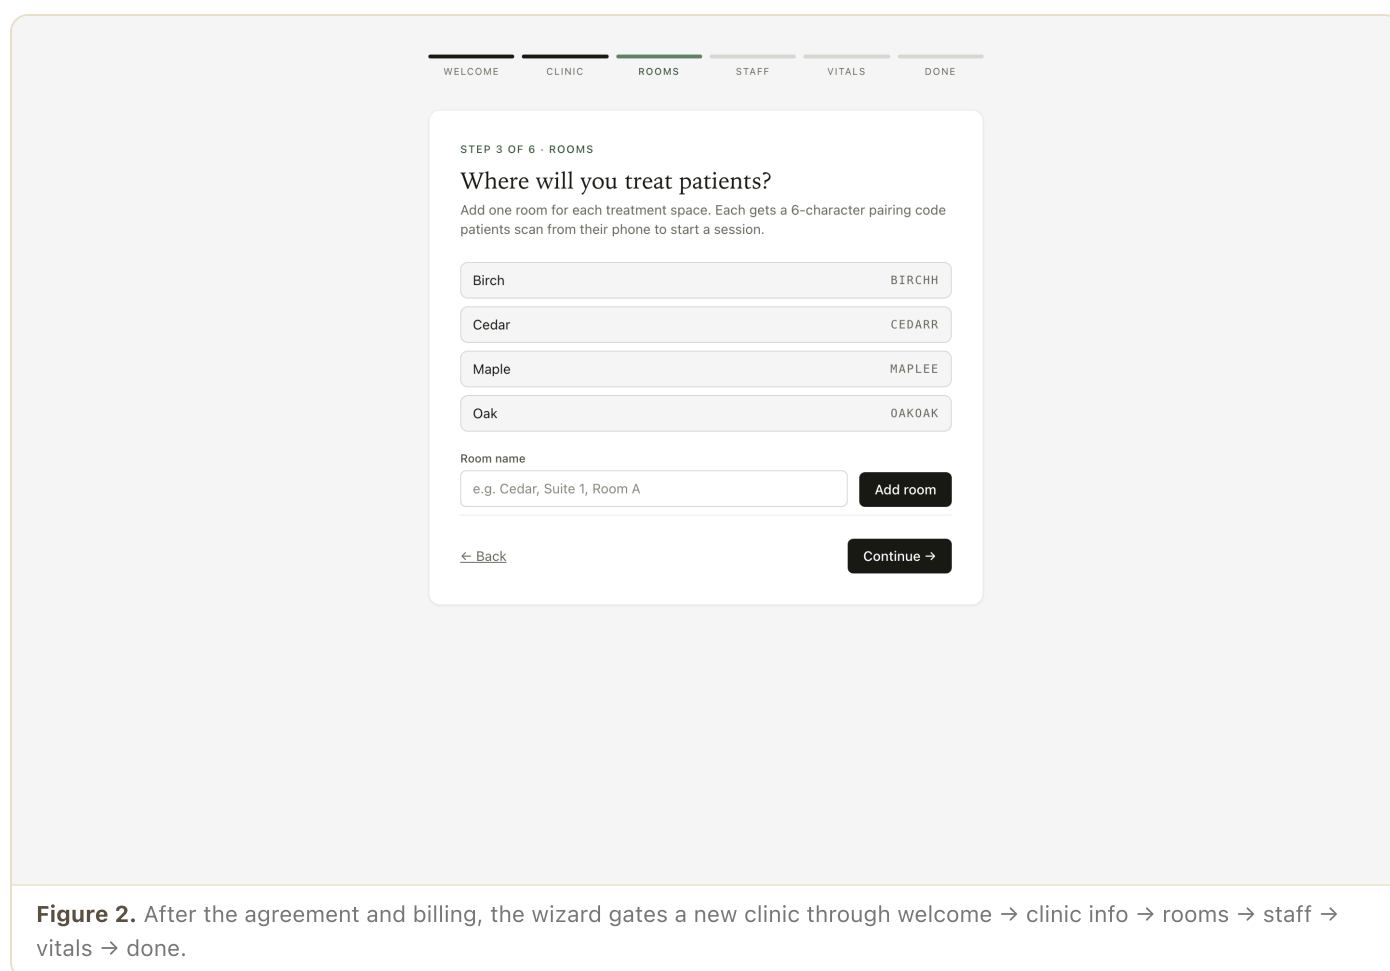 WELCOME
CLINIC
ROOMS
STAFF
VITALS
DONE
STEP 3 OF 6 · ROOMS
Where will you treat patients?
Add one room for each treatment space. Each gets a 6-character pairing code
patients scan from their phone to start a session.
Birch BIRCHH
Cedar CEDARR
Maple MAPLEE
Oak OAKOAK
Room name
e.g. Cedar, Suite 1, Room A
Add room
← Back
Continue →
Figure 2. After the agreement and billing, the wizard gates a new clinic through welcome → clinic info → rooms → staff →
vitals → done.